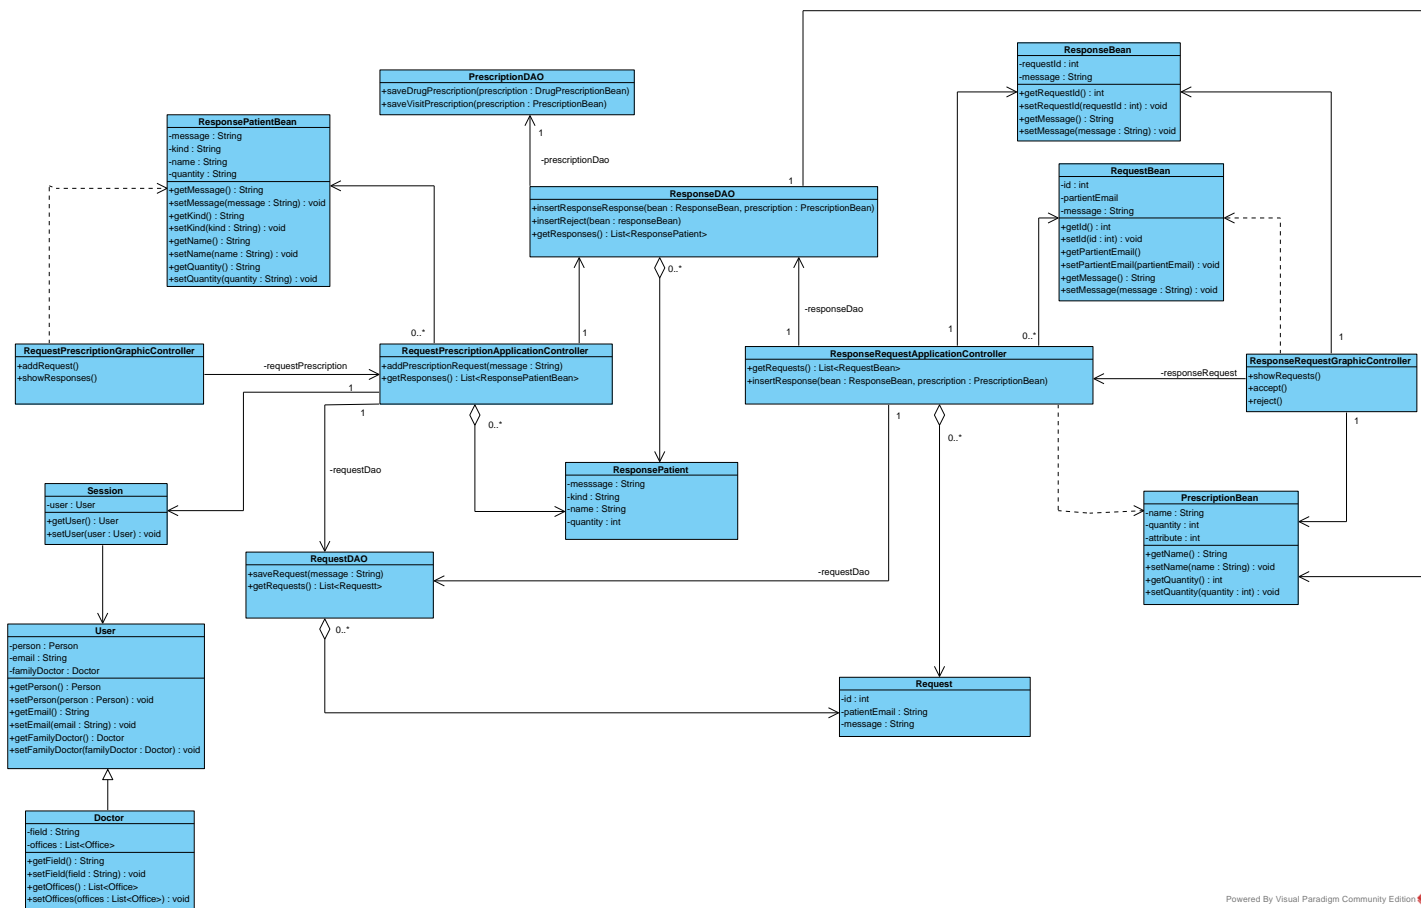 PrescriptionDAO
+saveDrugPrescription(prescription : DrugPrescriptionBean)
+saveVisitPrescription(prescription : PrescriptionBean)
1
-prescriptionDao
ResponsePatientBean
-message : String
-kind : String
-name : String
-quantity : String
+getMessage() : String
+setMessage(message : String) : void
+getKind() : String
+setKind(kind : String) : void
+getName() : String
+setName(name : String) : void
+getQuantity() : String
+setQuantity(quantity : String) : void
0..*
1
ResponseDAO
+insertResponseResponse(bean : ResponseBean, prescription : PrescriptionBean)
+insertReject(bean : responseBean)
+getResponses() : List<ResponsePatient>
0..*
1
-responseDao
1
ResponseBean
-requestId : int
-message : String
+getRequestId() : int
+setRequestId(requestId : int) : void
+getMessage() : String
+setMessage(message : String) : void
1
1
RequestBean
-id : int
-partientEmail
-message : String
+getId() : int
+setId(id : int) : void
+getPartientEmail()
+setPartientEmail(partientEmail) : void
+getMessage() : String
+setMessage(message : String) : void
0..*
RequestPrescriptionGraphicController
+addRequest()
+showResponses()
-requestPrescription
RequestPrescriptionApplicationController
+addPrescriptionRequest(message : String)
+getResponses() : List<ResponsePatientBean>
1
1
0..*
-requestDao
ResponseRequestApplicationController
+getRequests() : List<RequestBean>
+insertResponse(bean : ResponseBean, prescription : PrescriptionBean)
1
0..*
-responseRequest
ResponseRequestGraphicController
+showRequests()
+accept()
+reject()
1
ResponsePatient
-messsage : String
-kind : String
-name : String
-quantity : int
Session
-user : User
+getUser() : User
+setUser(user : User) : void
PrescriptionBean
-name : String
-quantity : int
-attribute : int
+getName() : String
+setName(name : String) : void
+getQuantity() : int
+setQuantity(quantity : int) : void
RequestDAO
+saveRequest(message : String)
+getRequests() : List<Requestt>
-requestDao
0..*
User
-person : Person
-email : String
-familyDoctor : Doctor
+getPerson() : Person
+setPerson(person : Person) : void
+getEmail() : String
+setEmail(email : String) : void
+getFamilyDoctor() : Doctor
+setFamilyDoctor(familyDoctor : Doctor) : void
Request
-id : int
-patientEmail : String
-message : String
Doctor
-field : String
-offices : List<Office>
+getField() : String
+setField(field : String) : void
+getOffices() : List<Office>
+setOffices(offices : List<Office>) : void
Powered By Visual Paradigm Community Edition